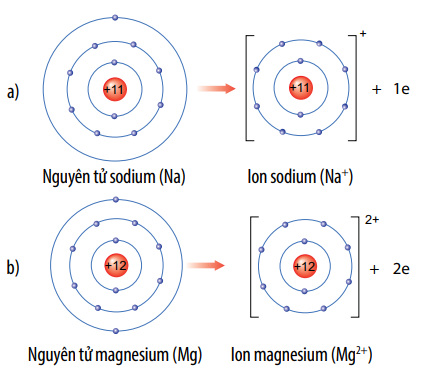 a)
+11
+11
+
+ 1e
Nguyên tử sodium (Na)
Ion sodium (Na⁺)
b)
+12
+12
2+
+ 2e
Nguyên tử magnesium (Mg)
Ion magnesium (Mg²⁺)